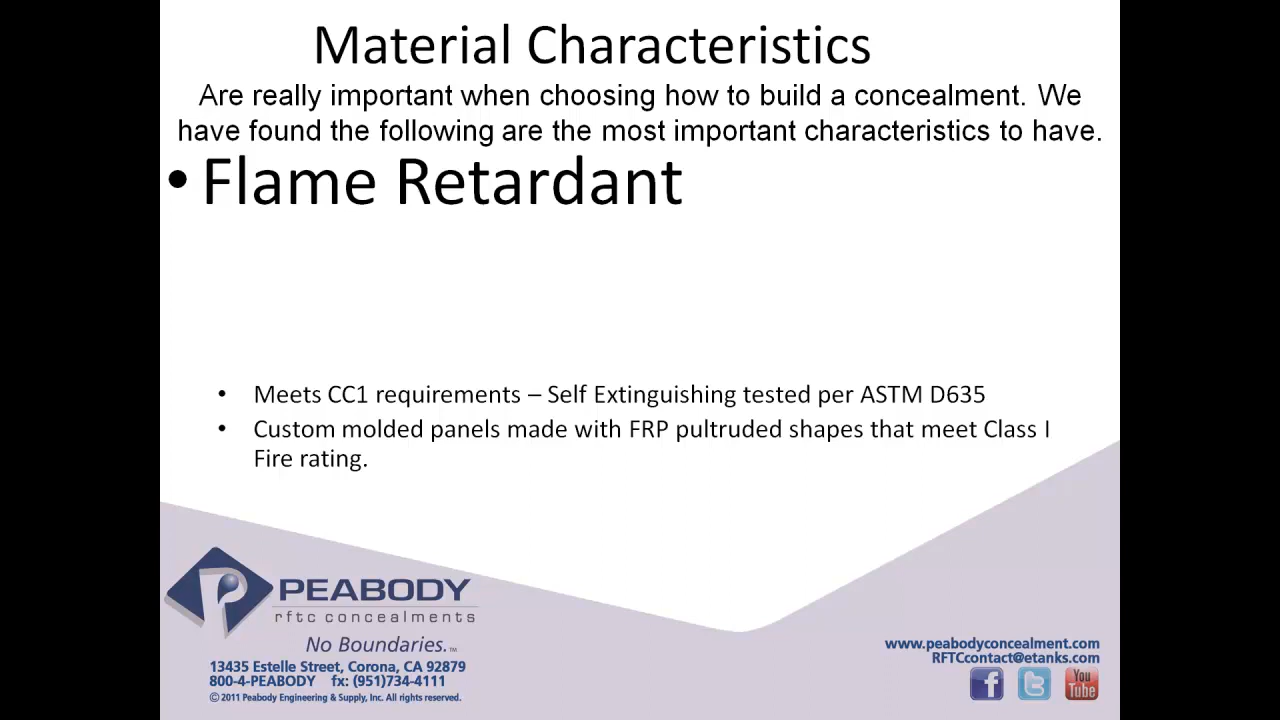 Material Characteristics
Are really important when choosing how to build a concealment. We
have found the following are the most important characteristics to have.
• Flame Retardant
• Meets CC1 requirements – Self Extinguishing tested per ASTM D635
• Custom molded panels made with FRP pultruded shapes that meet Class I
Fire rating.
PEABODY
rftc concealments
No Boundaries.™
13435 Estelle Street, Corona, CA 92879
800-4-PEABODY fx: (951)734-4111
© 2011 Peabody Engineering & Supply, Inc. All rights reserved.
www.peabodyconcealment.com
RFTCcontact@etanks.com
You
Tube